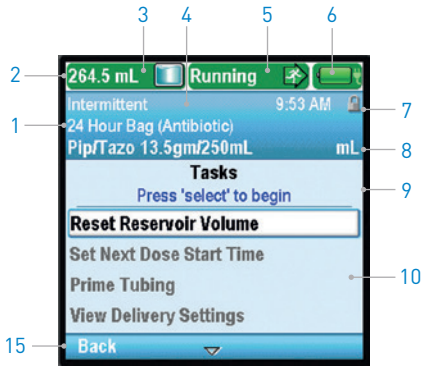 3 4 5 6
2 264.5 mL Running
Intermittent 9:53 AM 7
1 24 Hour Bag (Antibiotic)
Pip/Tazo 13.5gm/250mL mL 8
Tasks
Press 'select' to begin 9
Reset Reservoir Volume
Set Next Dose Start Time
Prime Tubing 10
View Delivery Settings
15 Back